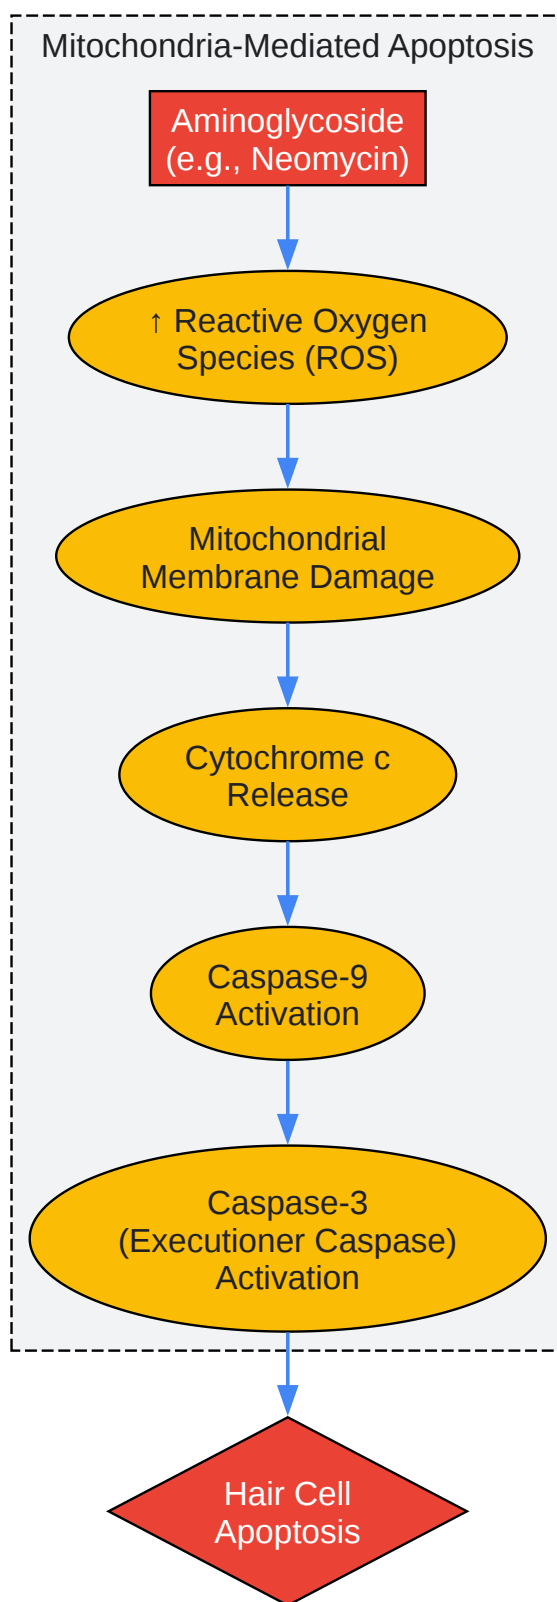 Mitochondria-Mediated Apoptosis
Aminoglycoside
(e.g., Neomycin)
↑ Reactive Oxygen
Species (ROS)
Mitochondrial
Membrane Damage
Cytochrome c
Release
Caspase-9
Activation
Caspase-3
(Executioner Caspase)
Activation
Hair Cell
Apoptosis